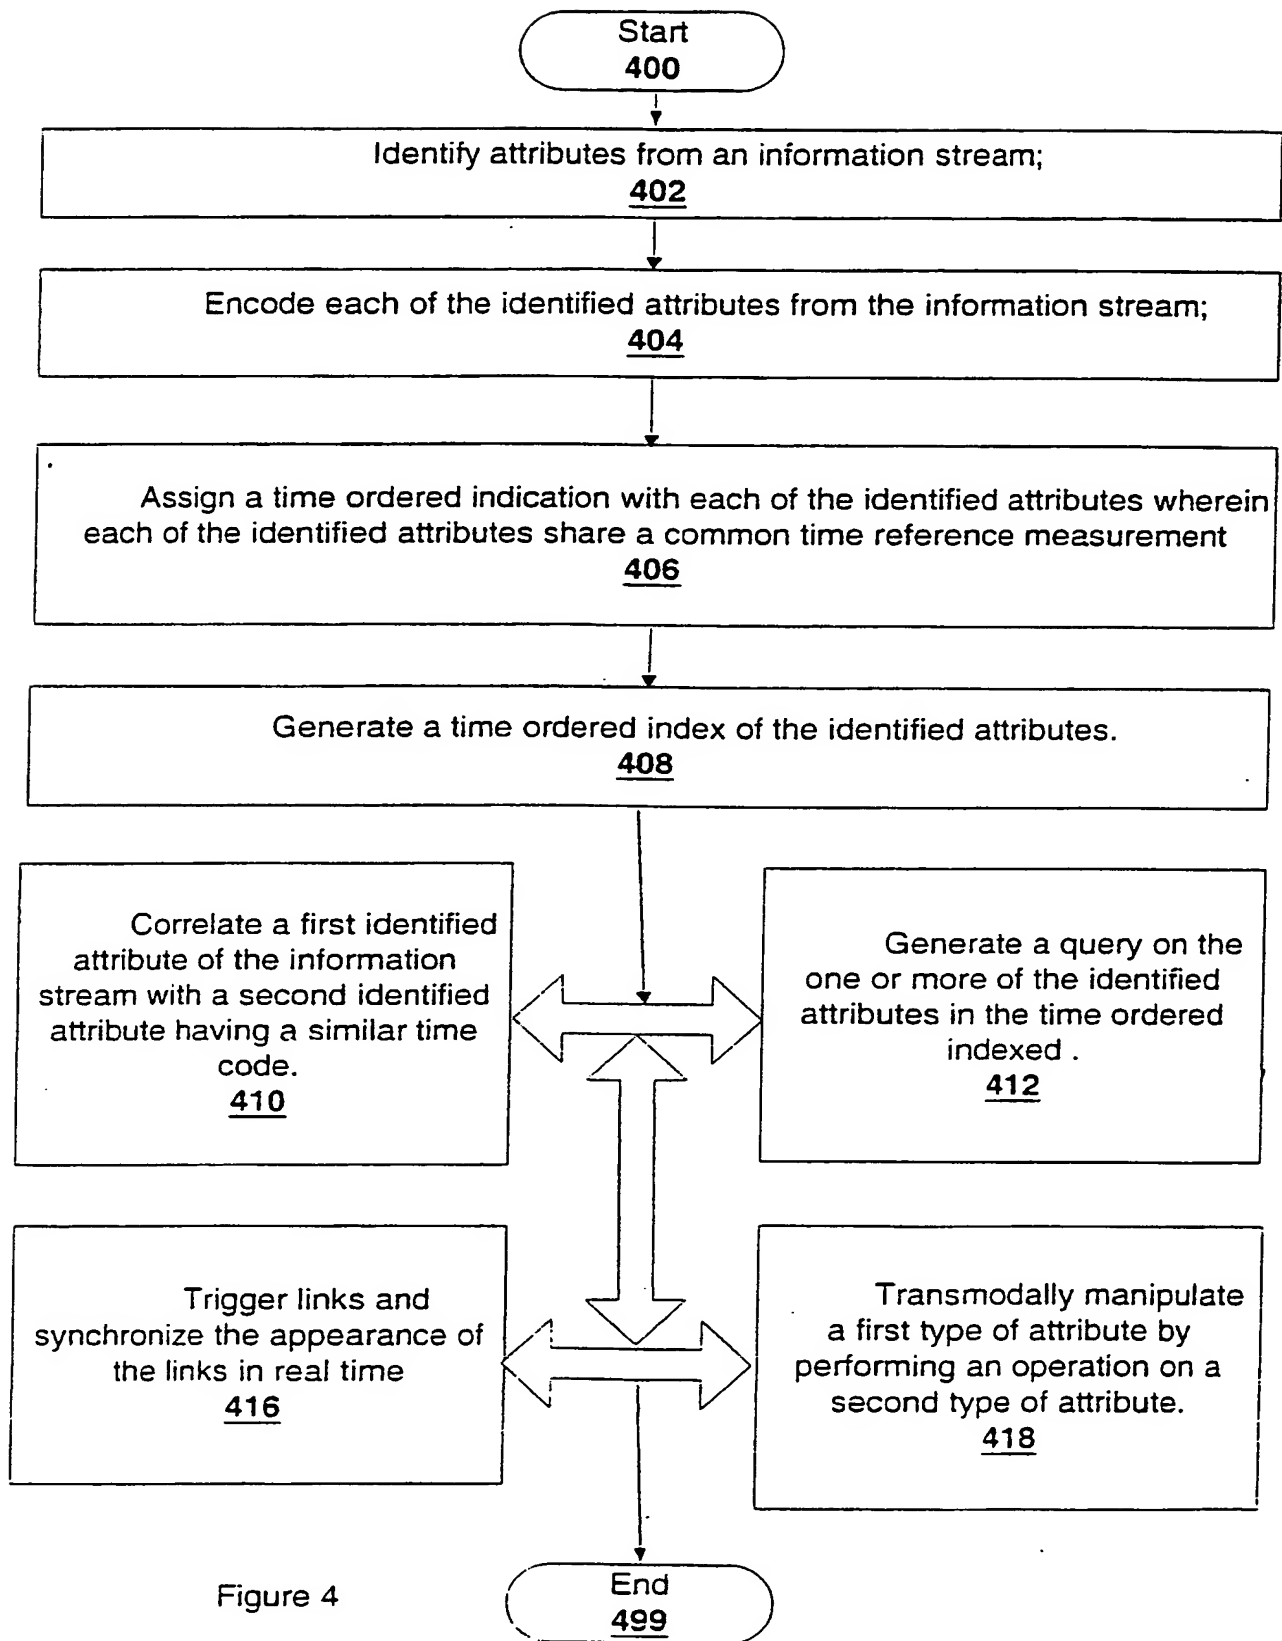 Start
400
Identify attributes from an information stream;
402
Encode each of the identified attributes from the information stream;
404
Assign a time ordered indication with each of the identified attributes wherein
each of the identified attributes share a common time reference measurement
406
Generate a time ordered index of the identified attributes.
408
Correlate a first identified
attribute of the information
stream with a second identified
attribute having a similar time
code.
410
Generate a query on the
one or more of the identified
attributes in the time ordered
indexed .
412
Trigger links and
synchronize the appearance of
the links in real time
416
Transmodally manipulate
a first type of attribute by
performing an operation on a
second type of attribute.
418
Figure 4
End
499